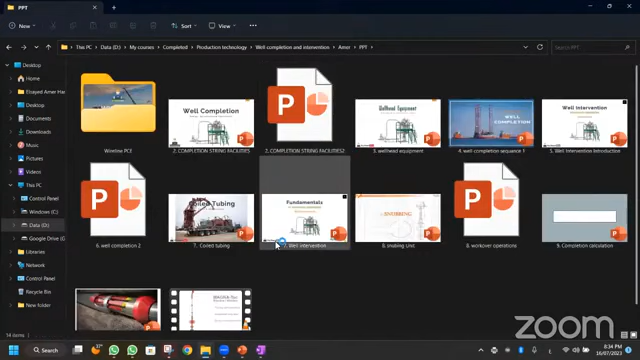 PPT
New
Sort
View
This PC > Data (D:) > My courses > Completed > Production technology > Well completion and intervention > Amer > PPT
Search PPT
Desktop
Home
Elsayed Amer Har
Desktop
Documents
Downloads
Music
Pictures
Videos
This PC
Control Panel
Windows (C:)
Data (D:)
Google Drive (G
Libraries
Network
Control Panel
Recycle Bin
New folder
Wireline PCE
Well Completion
2. COMPLETION STRING FACILITIES
2. COMPLETION STRING FACILITIES2
Wellhead Equipment
3. wellhead equipment
WELL
COMPLETION
4. well completion sequence 1
Well Intervention
5. Well Intervention Introduction
6. well completion 2
Coiled Tubing
7. Coiled tubing
Fundamentals
7. Well intervention
SNUBBING
8. snubing Unit
8. workover operations
9. Completion calculation
14 items
zoom
Search
8:34 PM
16/07/2023